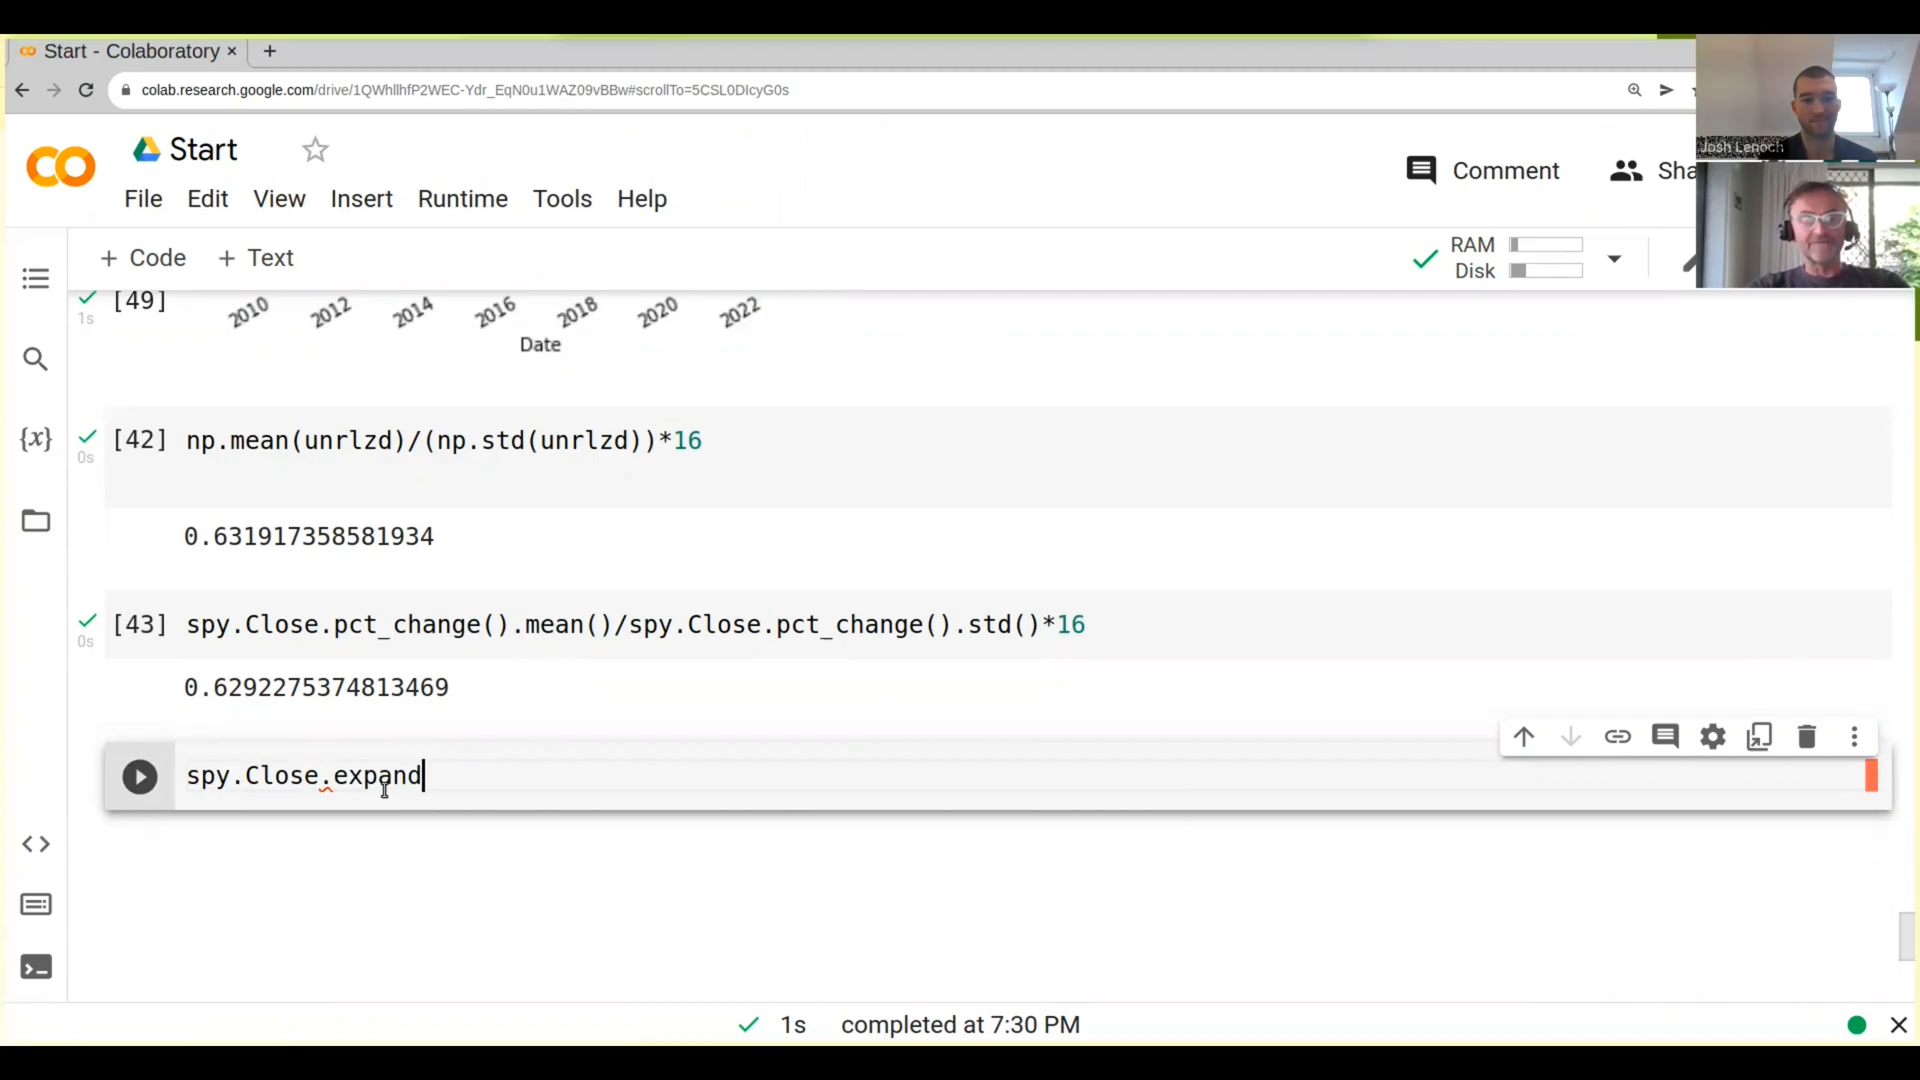 Start - Colaboratory × +
colab.research.google.com/drive/1QWhllhfP2WEC-Ydr_EqN0u1WAZ09vBBw#scrollTo=5CSL0DIcyG0s
Start
Comment
Sha
Josh Lenoch
File Edit View Insert Runtime Tools Help
+ Code + Text
RAM
Disk
[49]
1s
2010 2012 2014 2016 2018 2020 2022
Date
{x}
[42] np.mean(unrlzd)/(np.std(unrlzd))*16
0s
0.631917358581934
[43] spy.Close.pct_change().mean()/spy.Close.pct_change().std()*16
0s
0.6292275374813469
spy.Close.expand
1s completed at 7:30 PM